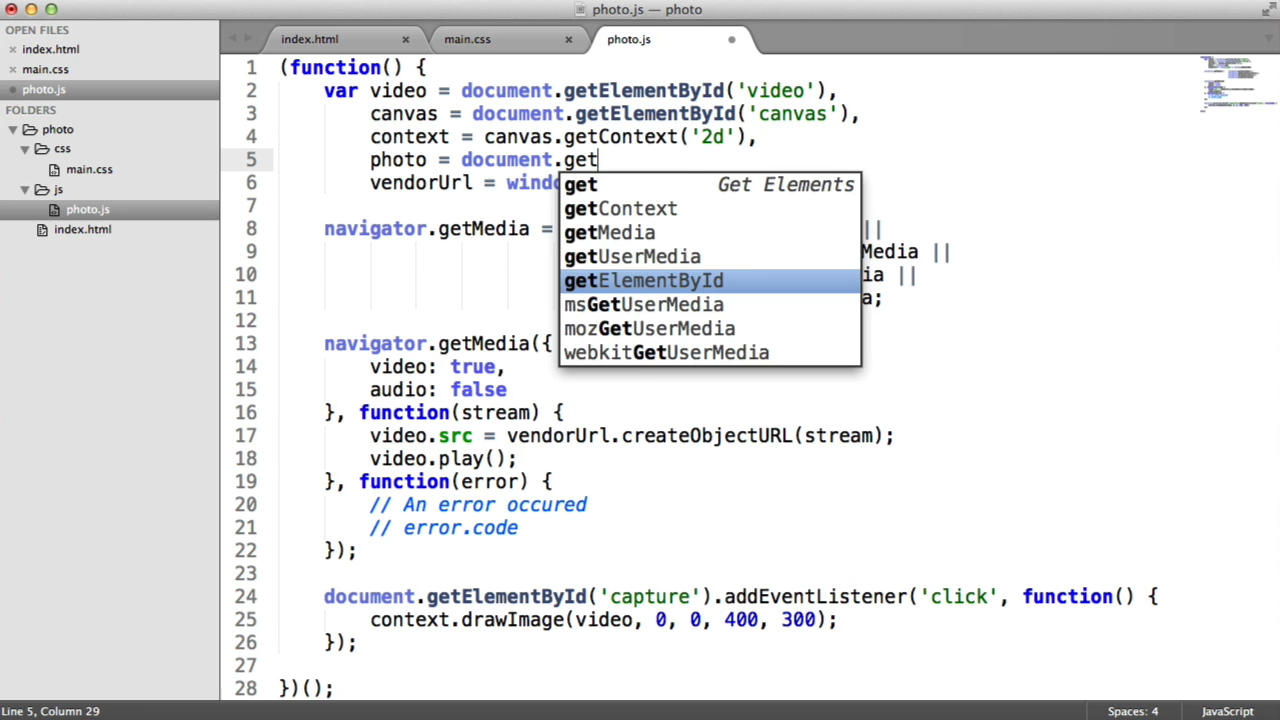 photo.js — photo
OPEN FILES
index.html
main.css
photo.js
FOLDERS
photo
css
main.css
js
photo.js
index.html
index.html
main.css
photo.js
1 (function() {
2 var video = document.getElementById('video'),
3 canvas = document.getElementById('canvas'),
4 context = canvas.getContext('2d'),
5 photo = document.get
6 vendorUrl = windo
7
8 navigator.getMedia = ||
9 Media ||
10 ia ||
11 a;
12
13 navigator.getMedia({
14 video: true,
15 audio: false
16 }, function(stream) {
17 video.src = vendorUrl.createObjectURL(stream);
18 video.play();
19 }, function(error) {
20 // An error occured
21 // error.code
22 });
23
24 document.getElementById('capture').addEventListener('click', function() {
25 context.drawImage(video, 0, 0, 400, 300);
26 });
27
28 })();
get Get Elements
getContext
getMedia
getUserMedia
getElementById
msGetUserMedia
mozGetUserMedia
webkitGetUserMedia
Line 5, Column 29
Spaces: 4
JavaScript